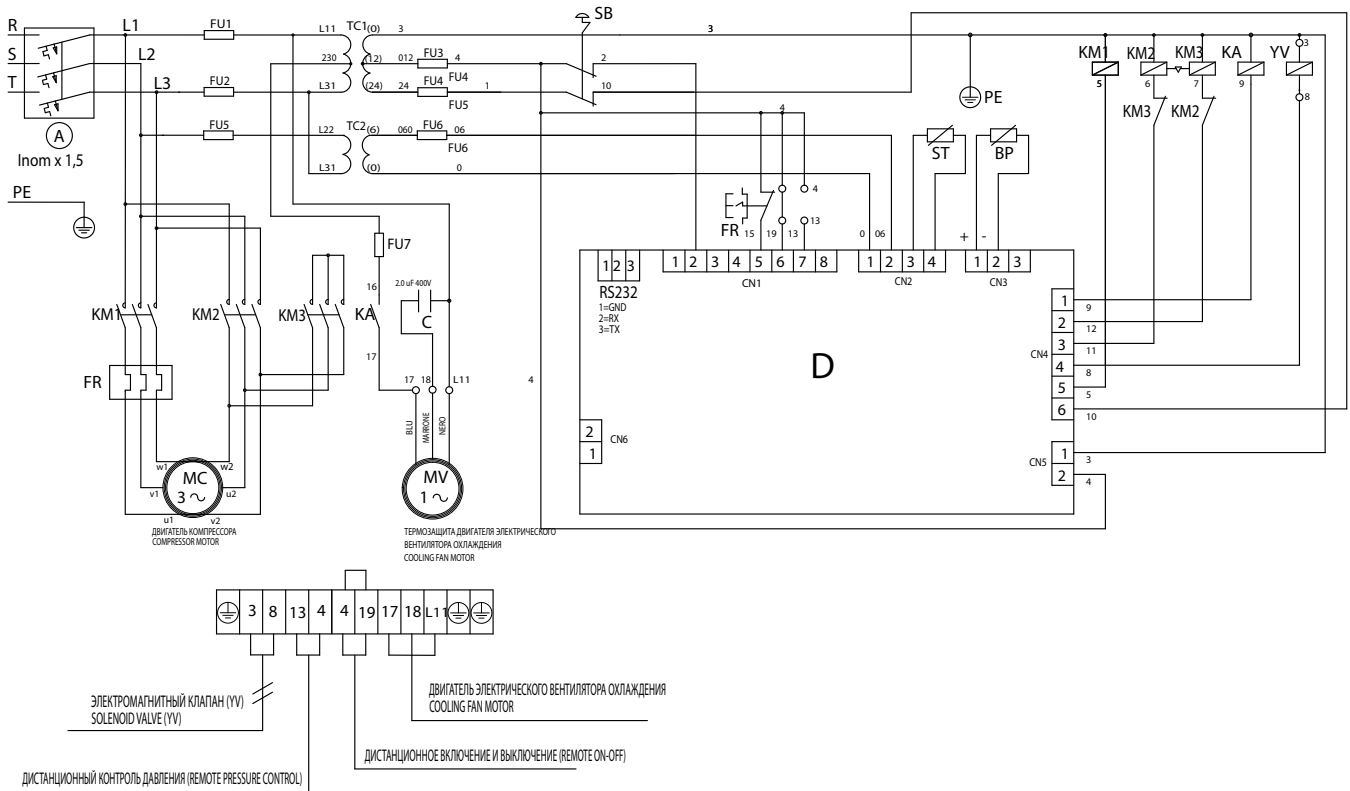 R
S
T
L1
L2
L3
A
Inom x 1,5
PE
FU1
FU2
FU5
L11
230
L31
TC1
(0)
(12)
(24)
3
012
FU3
4
FU4
24
FU4
1
FU5
L22
L31
TC2
(6)
(0)
060
FU6
06
FU6
0
SB
2
10
3
PE
KM1
5
KM2
6
KM3
7
KA
9
YV
3
8
KM3
KM2
ST
BP
+ -
4
4
13
FR
15
19
13
0
06
1 2 3
RS232
1=GND
2=RX
3=TX
1 2 3 4 5 6 7 8
CN1
1 2 3 4
CN2
1 2 3
CN3
D
CN4
1
9
2
12
3
11
4
8
5
5
6
10
CN5
1
3
2
4
2
1
CN6
4
KM1
KM2
KM3
FU7
16
KA
17
2.0 uF 400V
C
17
18
L11
BLU
MARRONE
NERO
FR
MC
3
w1
w2
v1
u2
u1
v2
ДВИГАТЕЛЬ КОМПРЕССОРА
COMPRESSOR MOTOR
MV
1
ТЕРМОЗАЩИТА ДВИГАТЕЛЯ ЭЛЕКТРИЧЕСКОГО
ВЕНТИЛЯТОРА ОХЛАЖДЕНИЯ
COOLING FAN MOTOR
3 8 13 4 4 19 17 18 L11
ЭЛЕКТРОМАГНИТНЫЙ КЛАПАН (YV)
SOLENOID VALVE (YV)
ДВИГАТЕЛЬ ЭЛЕКТРИЧЕСКОГО ВЕНТИЛЯТОРА ОХЛАЖДЕНИЯ
COOLING FAN MOTOR
ДИСТАНЦИОННОЕ ВКЛЮЧЕНИЕ И ВЫКЛЮЧЕНИЕ (REMOTE ON-OFF)
ДИСТАНЦИОННЫЙ КОНТРОЛЬ ДАВЛЕНИЯ (REMOTE PRESSURE CONTROL)